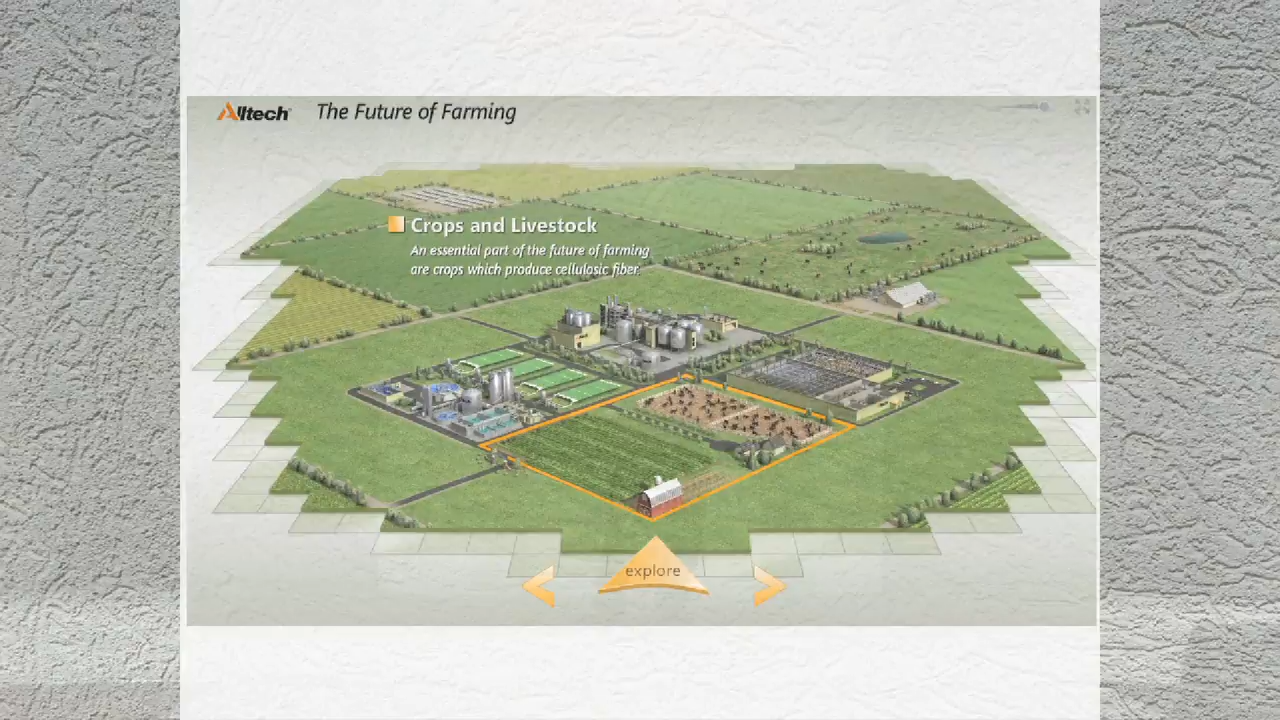 Alltech
The Future of Farming
Crops and Livestock
An essential part of the future of farming
are crops which produce cellulosic fiber.
explore